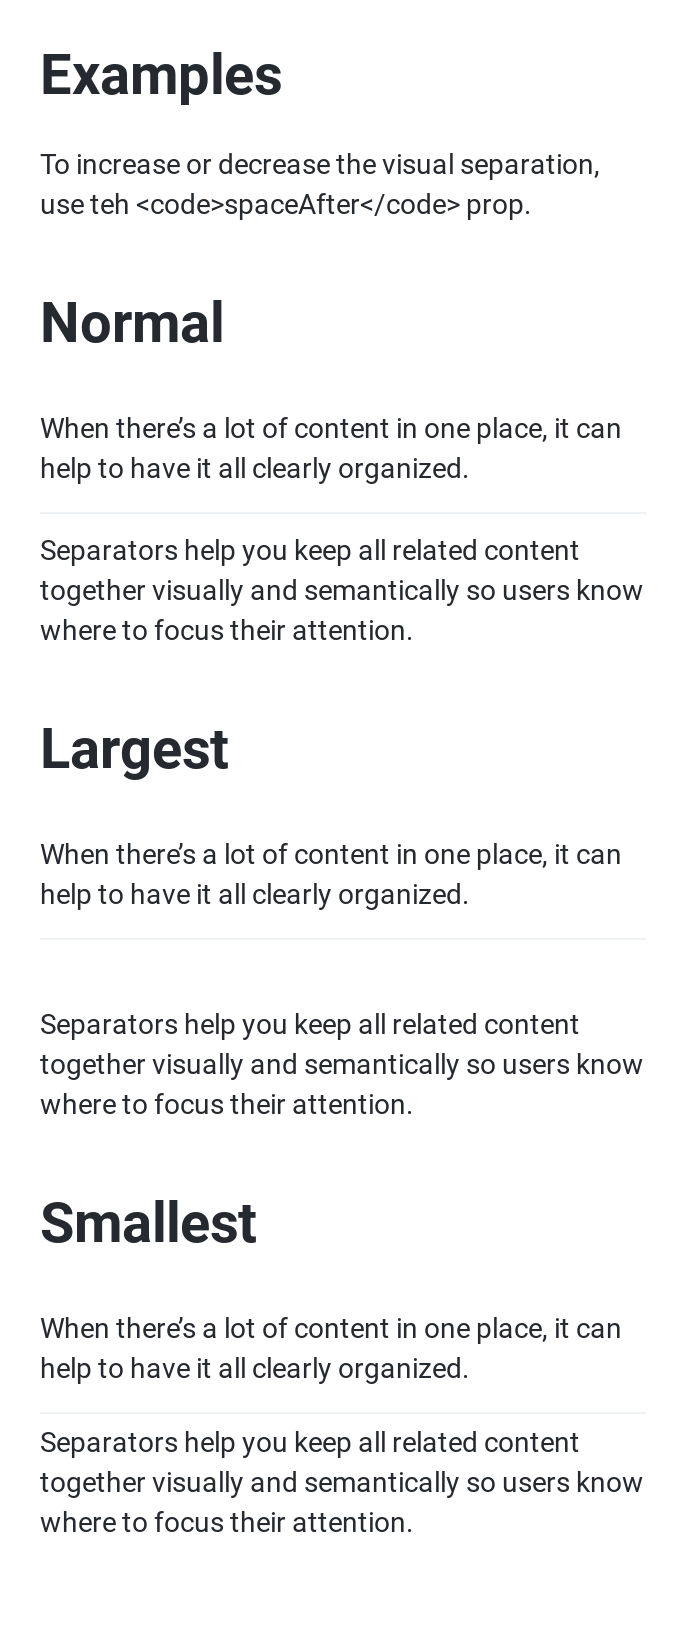 Examples
To increase or decrease the visual separation,
use teh <code>spaceAfter</code> prop.
Normal
When there’s a lot of content in one place, it can
help to have it all clearly organized.
Separators help you keep all related content
together visually and semantically so users know
where to focus their attention.
Largest
When there’s a lot of content in one place, it can
help to have it all clearly organized.
Separators help you keep all related content
together visually and semantically so users know
where to focus their attention.
Smallest
When there’s a lot of content in one place, it can
help to have it all clearly organized.
Separators help you keep all related content
together visually and semantically so users know
where to focus their attention.